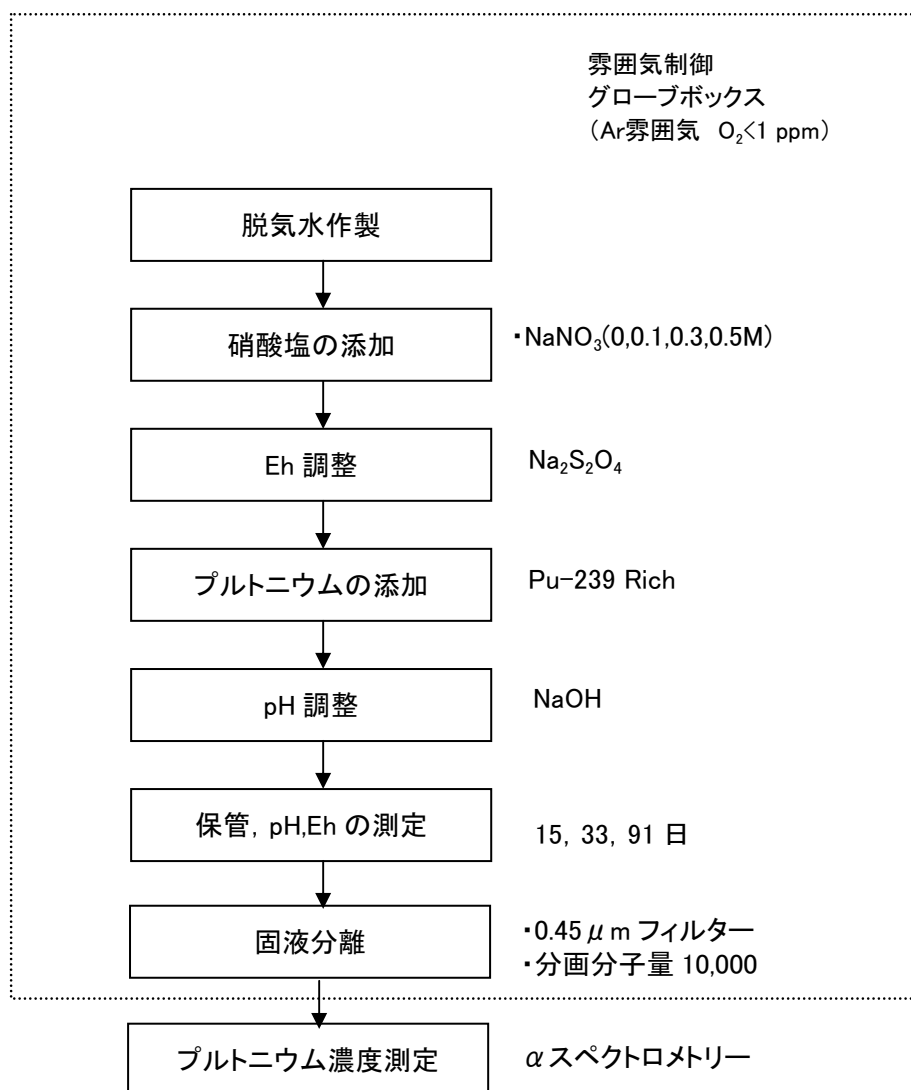 雰囲気制御
グローブボックス
(Ar雰囲気 O₂<1 ppm)
脱気水作製
硝酸塩の添加
・NaNO₃(0,0.1,0.3,0.5M)
Eh 調整
Na₂S₂O₄
プルトニウムの添加
Pu-239 Rich
pH 調整
NaOH
保管, pH,Eh の測定
15, 33, 91 日
固液分離
・0.45μm フィルター
・分画分子量 10,000
プルトニウム濃度測定
αスペクトロメトリー